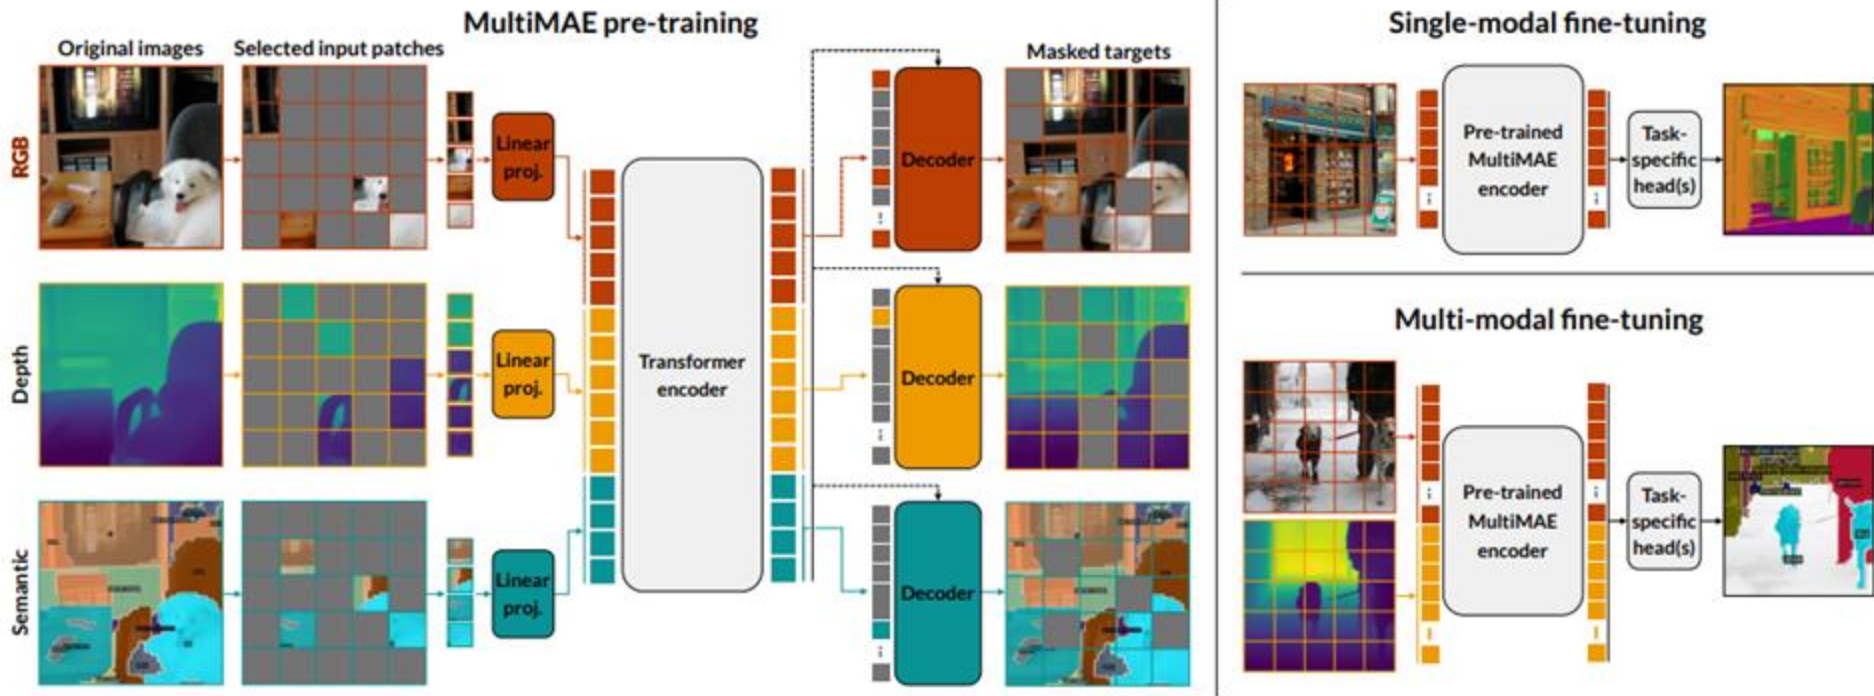 MultiMAE pre-training
Original images
Selected input patches
Masked targets
RGB
Linear
proj.
Decoder
Depth
Linear
proj.
Transformer
encoder
Decoder
Semantic
Linear
proj.
Decoder
Single-modal fine-tuning
Pre-trained
MultiMAE
encoder
Task-
specific
head(s)
Multi-modal fine-tuning
Pre-trained
MultiMAE
encoder
Task-
specific
head(s)